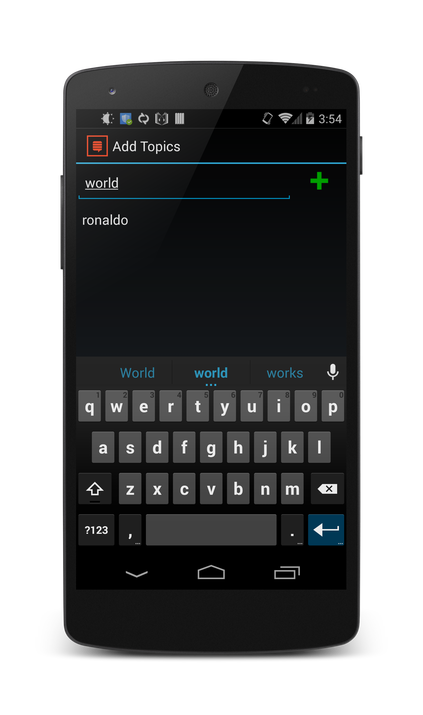 3:54
Add Topics
world
ronaldo
World world works
1 2 3 4 5 6 7 8 9 0
q w e r t y u i o p
a s d f g h j k l
z x c v b n m
?123 , ... . ...